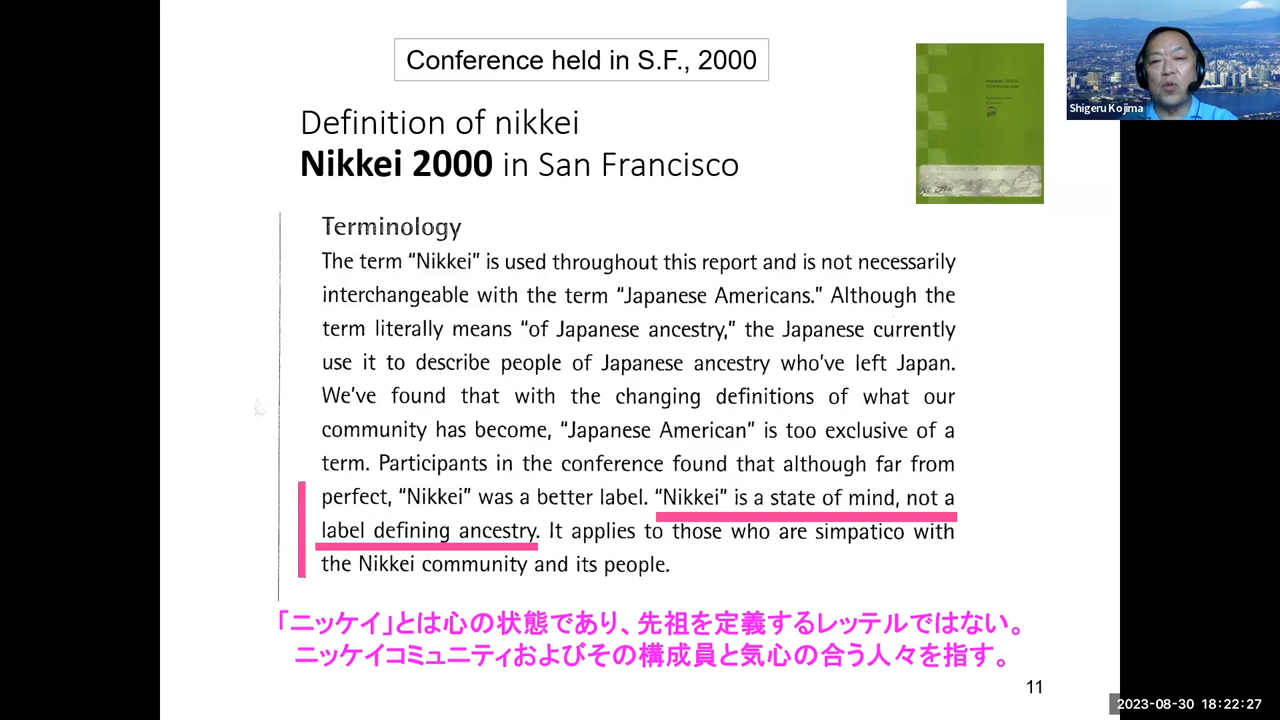 Conference held in S.F., 2000
Definition of nikkei
Nikkei 2000 in San Francisco
Shigeru Kojima
Terminology
The term “Nikkei” is used throughout this report and is not necessarily
interchangeable with the term “Japanese Americans.” Although the
term literally means “of Japanese ancestry,” the Japanese currently
use it to describe people of Japanese ancestry who’ve left Japan.
We’ve found that with the changing definitions of what our
community has become, “Japanese American” is too exclusive of a
term. Participants in the conference found that although far from
perfect, “Nikkei” was a better label. “Nikkei” is a state of mind, not a
label defining ancestry. It applies to those who are simpatico with
the Nikkei community and its people.
「ニッケイ」とは心の状態であり、先祖を定義するレッテルではない。
ニッケイコミュニティおよびその構成員と気心の合う人々を指す。
11
2023-08-30 18:22:27